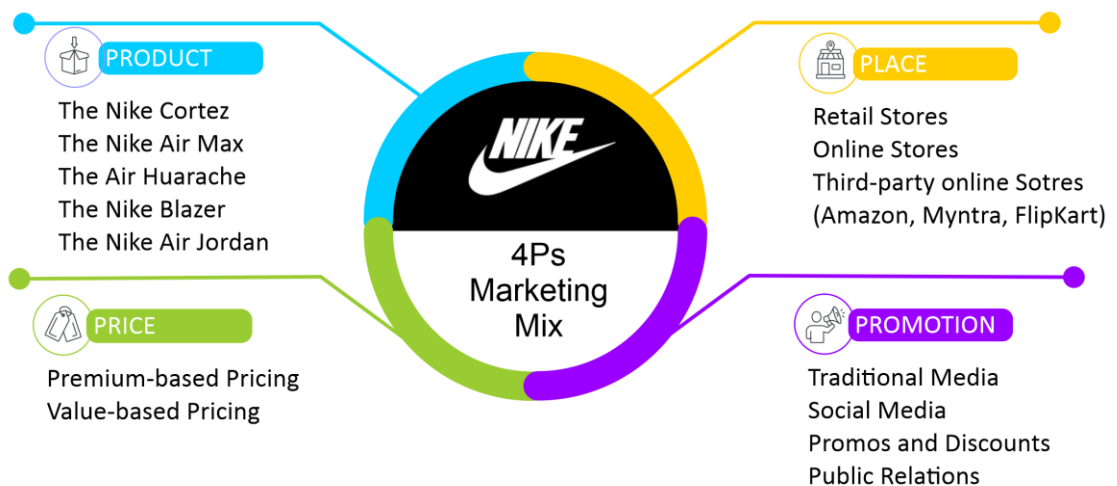 PRODUCT
The Nike Cortez
The Nike Air Max
The Air Huarache
The Nike Blazer
The Nike Air Jordan
PRICE
Premium-based Pricing
Value-based Pricing
NIKE
4Ps
Marketing
Mix
PLACE
Retail Stores
Online Stores
Third-party online Sotres
(Amazon, Myntra, FlipKart)
PROMOTION
Traditional Media
Social Media
Promos and Discounts
Public Relations